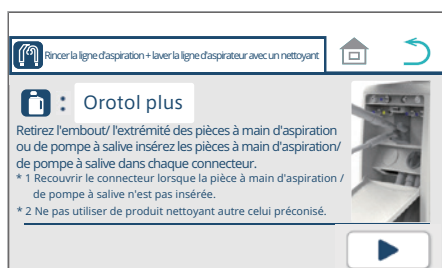 Rincer la ligne d'aspiration + laver la ligne d'aspirateur avec un nettoyant
: Orotol plus
Retirez l'embout/ l'extrémité des pièces à main d'aspiration
ou de pompe à salive insérez les pièces à main d'aspiration/
de pompe à salive dans chaque connecteur.
* 1 Recouvrir le connecteur lorsque la pièce à main d'aspiration /
de pompe à salive n'est pas insérée.
* 2 Ne pas utiliser de produit nettoyant autre celui préconisé.